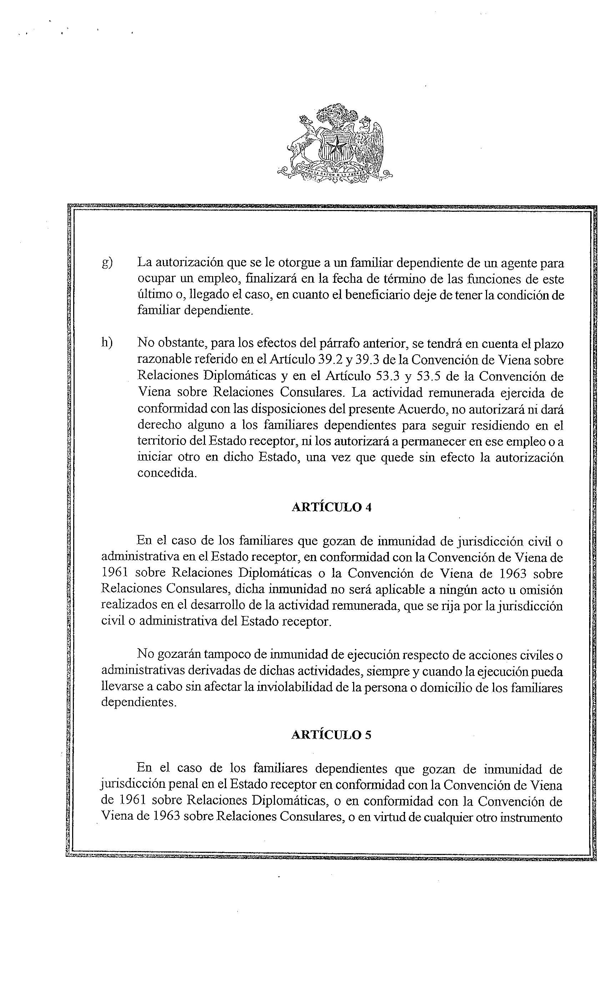 POR LA RAZON O LA FUERZA
g) La autorización que se le otorgue a un familiar dependiente de un agente para
ocupar un empleo, finalizará en la fecha de término de las funciones de este
último o, llegado el caso, en cuanto el beneficiario deje de tener la condición de
familiar dependiente.
h) No obstante, para los efectos del párrafo anterior, se tendrá en cuenta el plazo
razonable referido en el Artículo 39.2 y 39.3 de la Convención de Viena sobre
Relaciones Diplomáticas y en el Artículo 53.3 y 53.5 de la Convención de
Viena sobre Relaciones Consulares. La actividad remunerada ejercida de
conformidad con las disposiciones del presente Acuerdo, no autorizará ni dará
derecho alguno a los familiares dependientes para seguir residiendo en el
territorio del Estado receptor, ni los autorizará a permanecer en ese empleo o a
iniciar otro en dicho Estado, una vez que quede sin efecto la autorización
concedida.
ARTÍCULO 4
En el caso de los familiares que gozan de inmunidad de jurisdicción civil o
administrativa en el Estado receptor, en conformidad con la Convención de Viena de
1961 sobre Relaciones Diplomáticas o la Convención de Viena de 1963 sobre
Relaciones Consulares, dicha inmunidad no será aplicable a ningún acto u omisión
realizados en el desarrollo de la actividad remunerada, que se rija por la jurisdicción
civil o administrativa del Estado receptor.
No gozarán tampoco de inmunidad de ejecución respecto de acciones civiles o
administrativas derivadas de dichas actividades, siempre y cuando la ejecución pueda
llevarse a cabo sin afectar la inviolabilidad de la persona o domicilio de los familiares
dependientes.
ARTÍCULO 5
En el caso de los familiares dependientes que gozan de inmunidad de
jurisdicción penal en el Estado receptor en conformidad con la Convención de Viena
de 1961 sobre Relaciones Diplomáticas, o en conformidad con la Convención de
Viena de 1963 sobre Relaciones Consulares, o en virtud de cualquier otro instrumento